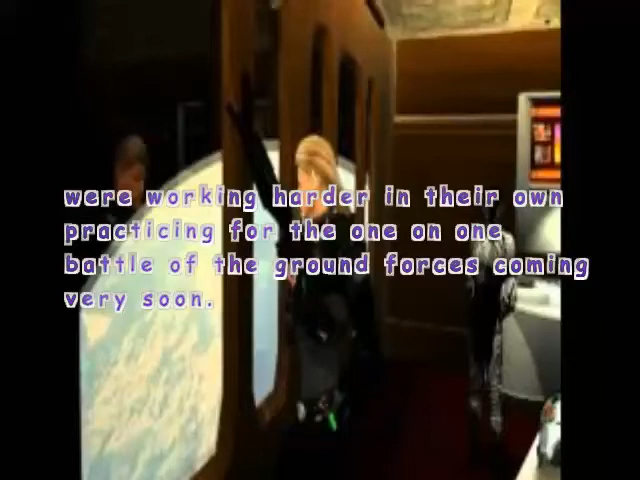 were working harder in their own
practicing for the one on one
battle of the ground forces coming
very soon.